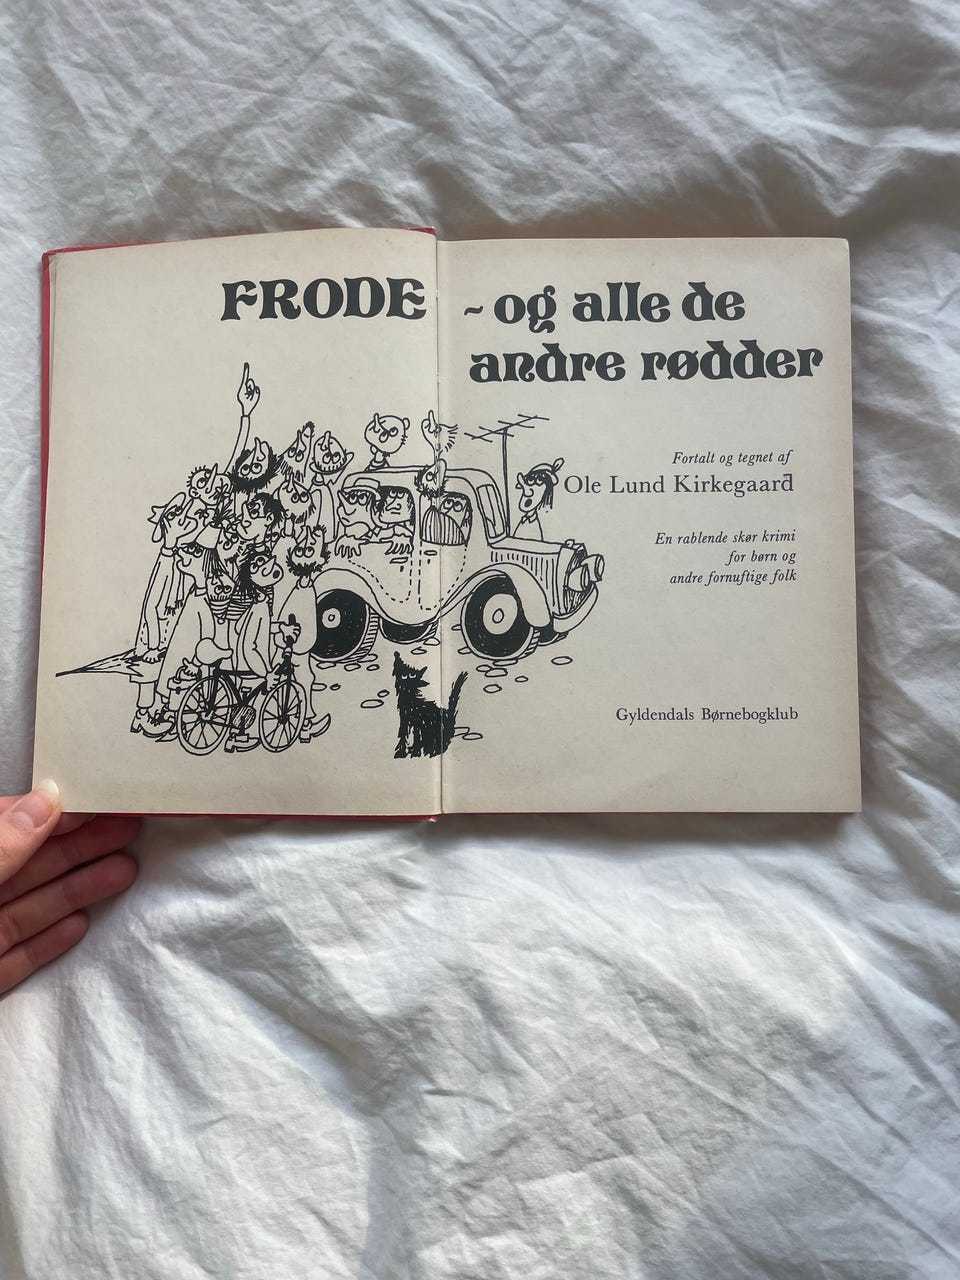 FRODE - og alle de
andre rødder
Fortalt og tegnet af
Ole Lund Kirkegaard
En rablende skør krimi
for børn og
andre fornuftige folk
Gyldendals Børnebogklub